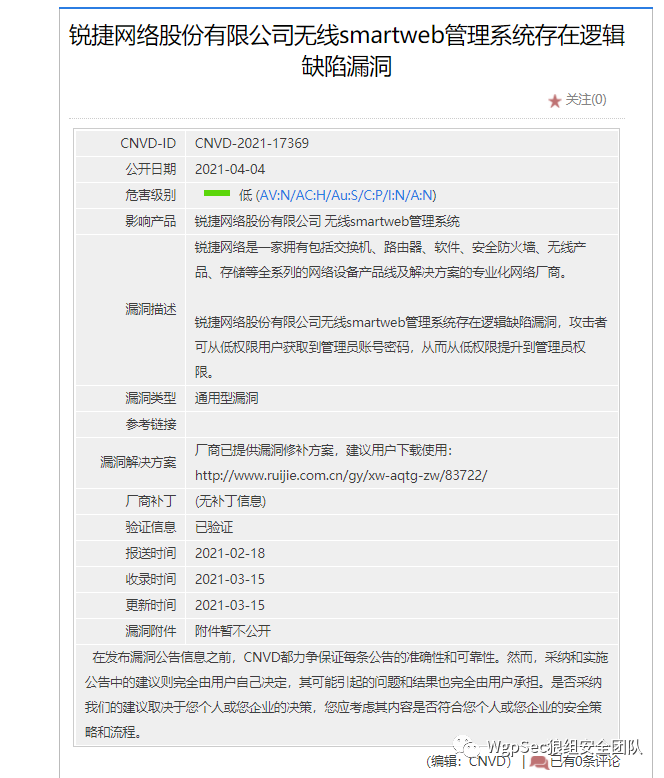 锐捷网络股份有限公司无线smartweb管理系统存在逻辑
缺陷漏洞
关注(0)
CNVD-ID CNVD-2021-17369
公开日期 2021-04-04
危害级别 低 (AV:N/AC:H/Au:S/C:P/I:N/A:N)
影响产品 锐捷网络股份有限公司 无线smartweb管理系统
锐捷网络是一家拥有包括交换机、路由器、软件、安全防火墙、无线产
品、存储等全系列的网络设备产品线及解决方案的专业化网络厂商。
漏洞描述
锐捷网络股份有限公司无线smartweb管理系统存在逻辑缺陷漏洞，攻击者
可从低权限用户获取到管理员账号密码，从而从低权限提升到管理员权
限。
漏洞类型 通用型漏洞
参考链接
漏洞解决方案
厂商已提供漏洞修补方案，建议用户下载使用：
http://www.ruijie.com.cn/gy/xw-aqtg-zw/83722/
厂商补丁 (无补丁信息)
验证信息 已验证
报送时间 2021-02-18
收录时间 2021-03-15
更新时间 2021-03-15
漏洞附件 附件暂不公开
在发布漏洞公告信息之前，CNVD都力争保证每条公告的准确性和可靠性。然而，采纳和实施
公告中的建议则完全由用户自己决定，其可能引起的问题和结果也完全由用户承担。是否采纳
我们的建议取决于您个人或您企业的决策，您应考虑其内容是否符合您个人或您企业的安全策
略和流程。
WgpSec狼组安全团队
(编辑：CNVD) | 已有0条评论